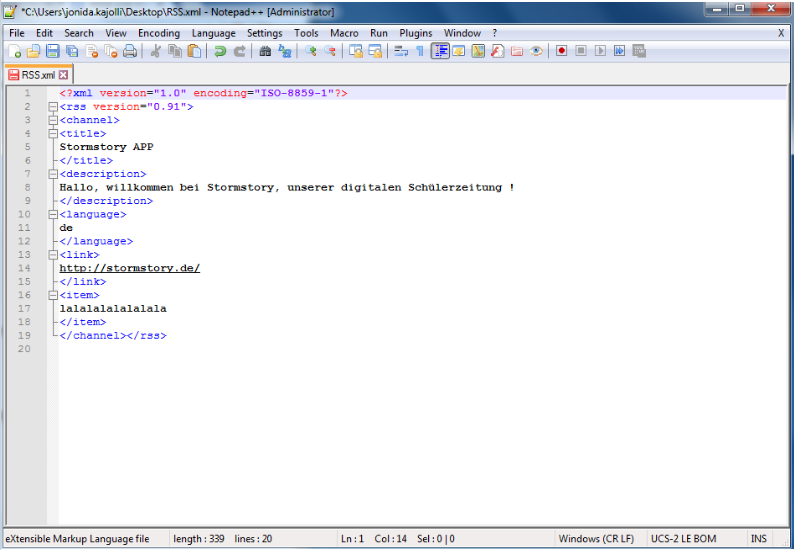 *C:\Users\jonida.kajolli\Desktop\RSS.xml - Notepad++ [Administrator]
File Edit Search View Encoding Language Settings Tools Macro Run Plugins Window ? X
RSS.xml
1 <?xml version="1.0" encoding="ISO-8859-1"?>
2 <rss version="0.91">
3 <channel>
4 <title>
5 Stormstory APP
6 </title>
7 <description>
8 Hallo, willkommen bei Stormstory, unserer digitalen Schülerzeitung !
9 </description>
10 <language>
11 de
12 </language>
13 <link>
14 http://stormstory.de/
15 </link>
16 <item>
17 lalalalalalalala
18 </item>
19 </channel></rss>
20
eXtensible Markup Language file length : 339 lines : 20 Ln : 1 Col : 14 Sel : 0 | 0 Windows (CR LF) UCS-2 LE BOM INS